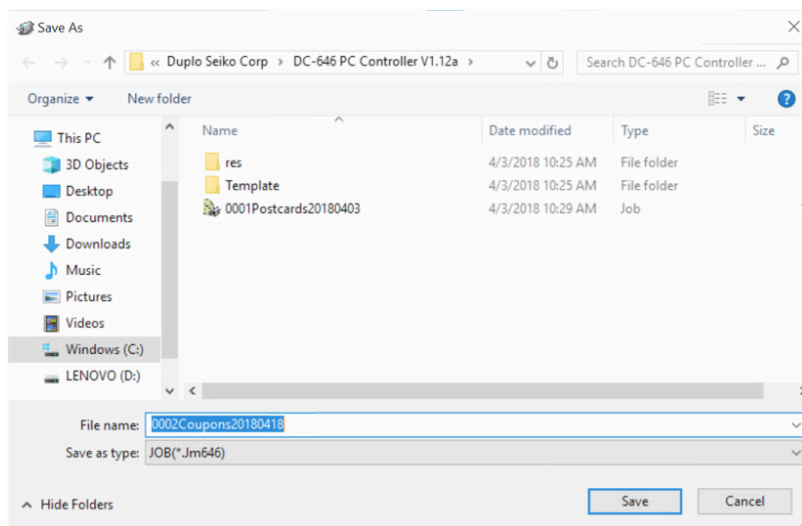 Save As
« Duplo Seiko Corp › DC-646 PC Controller V1.12a ›
Search DC-646 PC Controller ...
Organize
New folder
?
Name
Date modified
Type
Size
This PC
3D Objects
Desktop
Documents
Downloads
Music
Pictures
Videos
Windows (C:)
LENOVO (D:)
res 4/3/2018 10:25 AM File folder
Template 4/3/2018 10:25 AM File folder
0001Postcards20180403 4/3/2018 10:29 AM Job
File name: 0002Coupons20180418
Save as type: JOB(*.Jm646)
Hide Folders
Save
Cancel